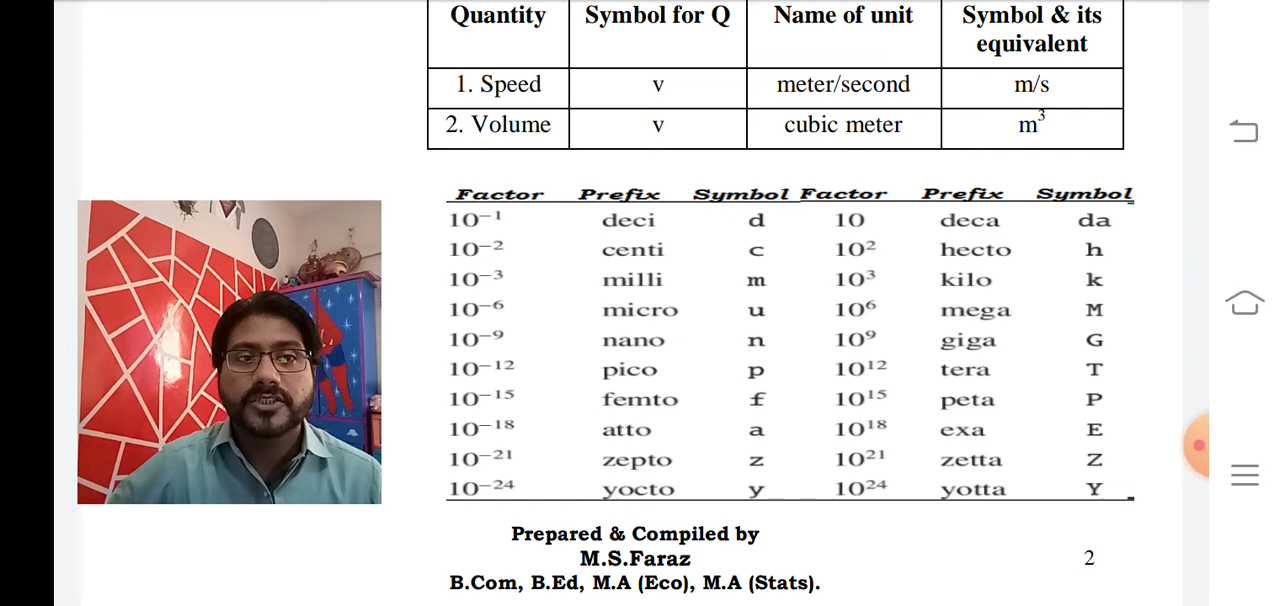 Quantity Symbol for Q Name of unit Symbol & its
equivalent
1. Speed v meter/second m/s
2. Volume v cubic meter m³
Factor Prefix Symbol Factor Prefix Symbol
10⁻¹ deci d 10 deca da
10⁻² centi c 10² hecto h
10⁻³ milli m 10³ kilo k
10⁻⁶ micro u 10⁶ mega M
10⁻⁹ nano n 10⁹ giga G
10⁻¹² pico p 10¹² tera T
10⁻¹⁵ femto f 10¹⁵ peta P
10⁻¹⁸ atto a 10¹⁸ exa E
10⁻²¹ zepto z 10²¹ zetta Z
10⁻²⁴ yocto y 10²⁴ yotta Y
Prepared & Compiled by
M.S.Faraz
B.Com, B.Ed, M.A (Eco), M.A (Stats).
2